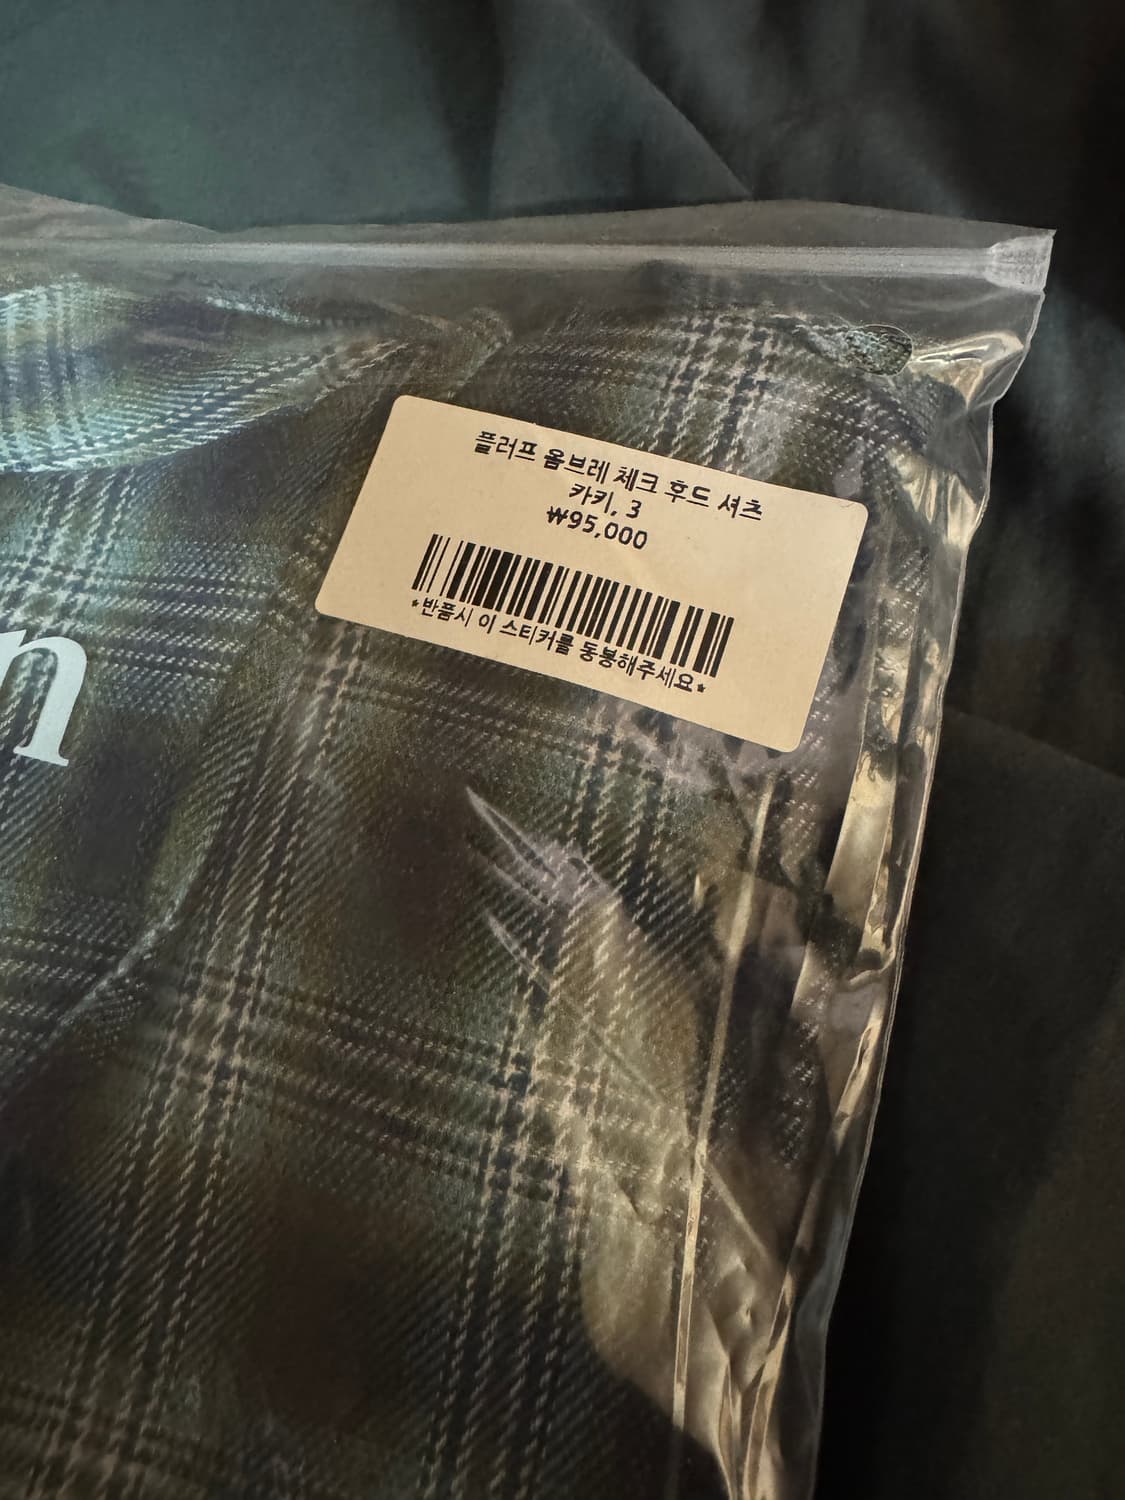 플러프 옴브레 체크 후드 셔츠
카키, 3
₩95,000
*반품시 이 스티커를 동봉해주세요*
n